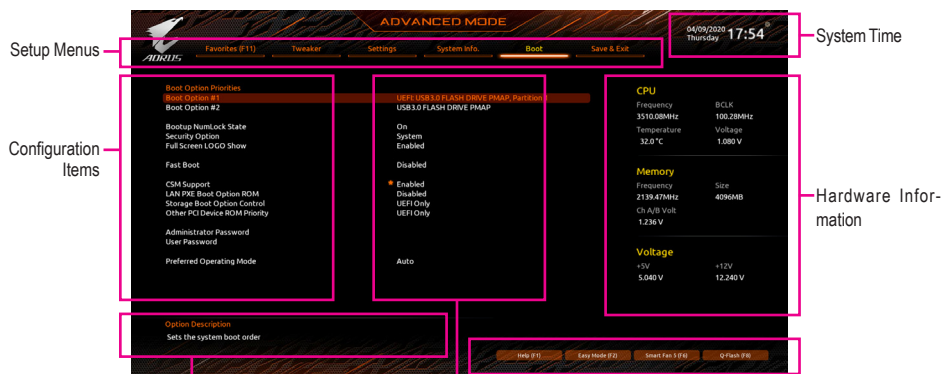 ADVANCED MODE
04/09/2020
Thursday
17:54
System Time
Setup Menus
AORUS
Favorites (F11) Tweaker Settings System Info. Boot Save & Exit
Configuration
Items
Boot Option Priorities
Boot Option #1 UEFI: USB3.0 FLASH DRIVE PMAP, Partition 1
Boot Option #2 USB3.0 FLASH DRIVE PMAP
Bootup NumLock State On
Security Option System
Full Screen LOGO Show Enabled
Fast Boot Disabled
CSM Support Enabled
LAN PXE Boot Option ROM Disabled
Storage Boot Option Control UEFI Only
Other PCI Device ROM Priority UEFI Only
Administrator Password
User Password
Preferred Operating Mode Auto
CPU
Frequency BCLK
3510.08MHz 100.28MHz
Temperature Voltage
32.0 °C 1.080 V
Memory
Frequency Size
2139.47MHz 4096MB
Ch A/B Volt
1.236 V
Voltage
+5V +12V
5.040 V 12.240 V
Hardware Infor-
mation
Option Description
Sets the system boot order
Help (F1) Easy Mode (F2) Smart Fan 5 (F6) Q-Flash (F8)